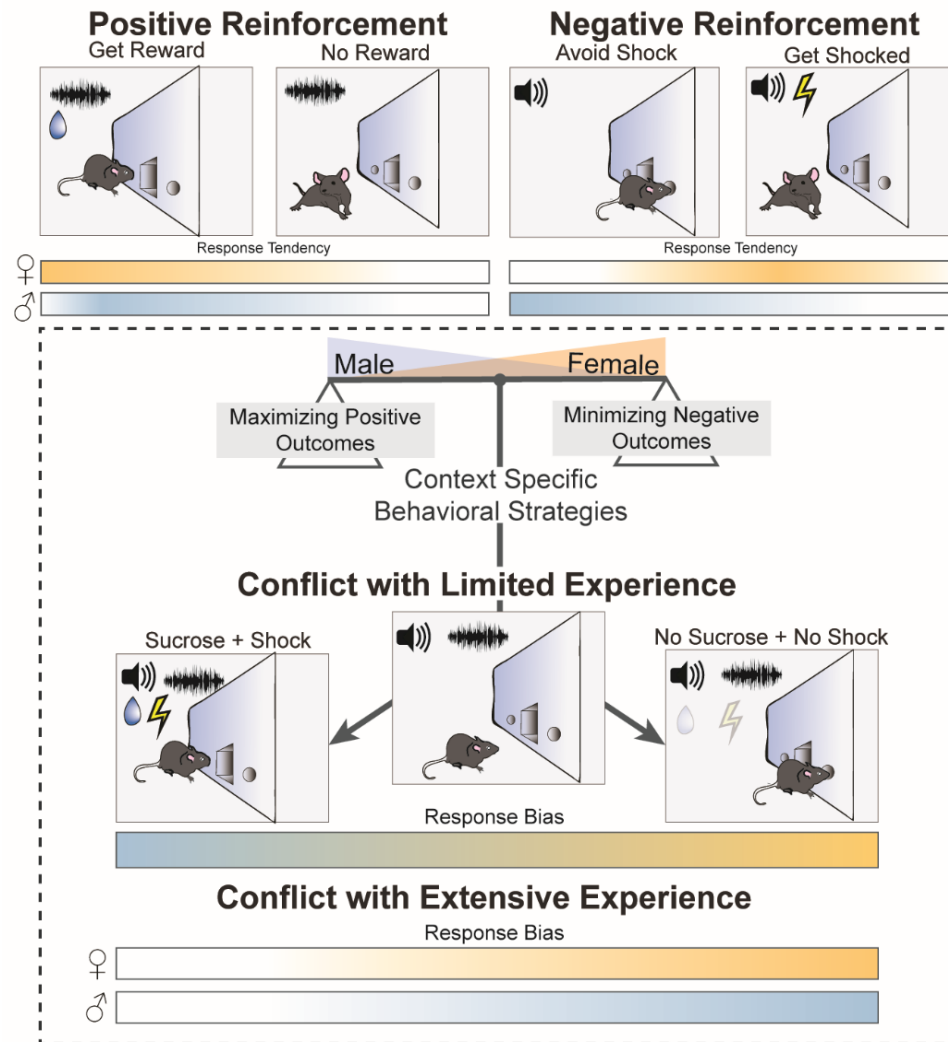 Positive Reinforcement
Negative Reinforcement
Get Reward
No Reward
Avoid Shock
Get Shocked
Response Tendency
Response Tendency
♀
♂
Male
Female
Maximizing Positive
Outcomes
Minimizing Negative
Outcomes
Context Specific
Behavioral Strategies
Conflict with Limited Experience
Sucrose + Shock
No Sucrose + No Shock
Response Bias
Conflict with Extensive Experience
Response Bias
♀
♂